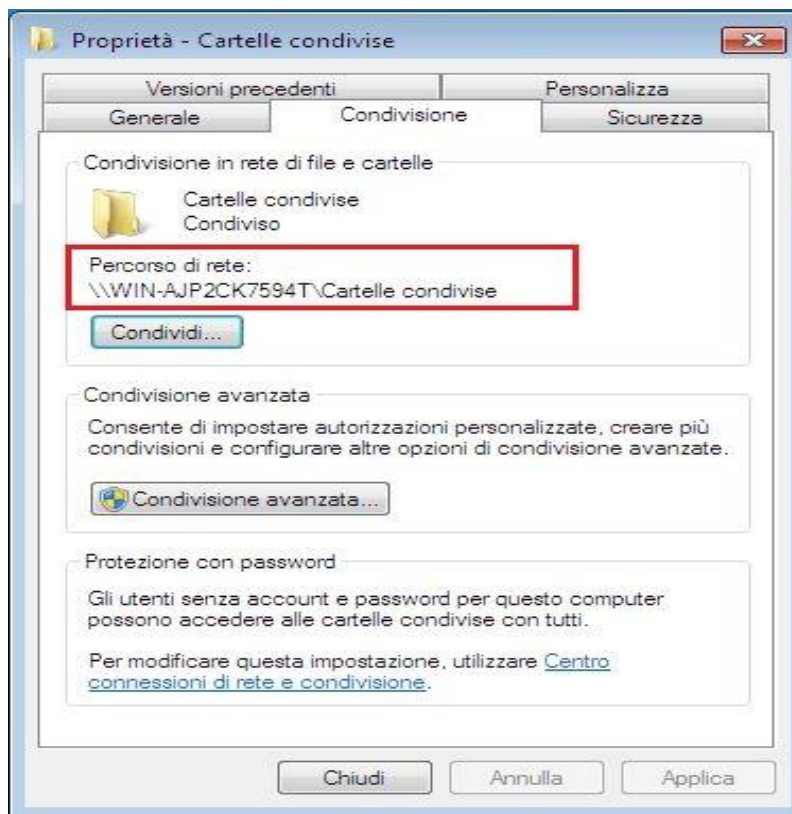 Proprietà - Cartelle condivise
Versioni precedenti
Personalizza
Generale
Condivisione
Sicurezza
Condivisione in rete di file e cartelle
Cartelle condivise
Condiviso
Percorso di rete:
\\WIN-AJP2CK7594T\Cartelle condivise
Condividi...
Condivisione avanzata
Consente di impostare autorizzazioni personalizzate, creare più
condivisioni e configurare altre opzioni di condivisione avanzate.
Condivisione avanzata...
Protezione con password
Gli utenti senza account e password per questo computer
possono accedere alle cartelle condivise con tutti.
Per modificare questa impostazione, utilizzare Centro
connessioni di rete e condivisione.
Chiudi
Annulla
Applica